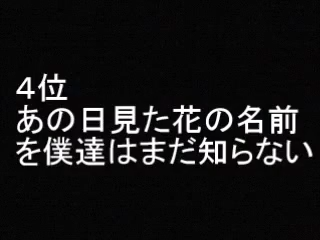 ４位
あの日見た花の名前
を僕達はまだ知らない